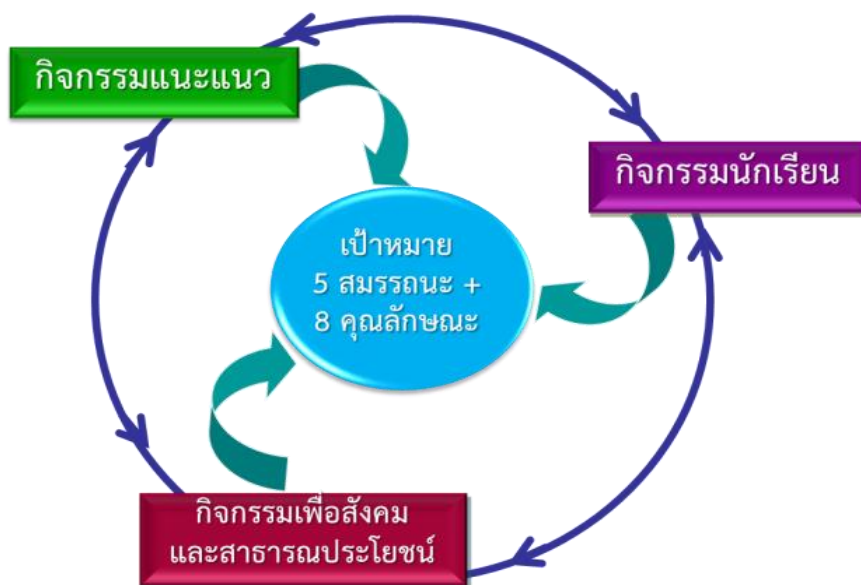 กิจกรรมแนะแนว
กิจกรรมนักเรียน
เป้าหมาย
5 สมรรถนะ +
8 คุณลักษณะ
กิจกรรมเพื่อสังคม
และสาธารณประโยชน์